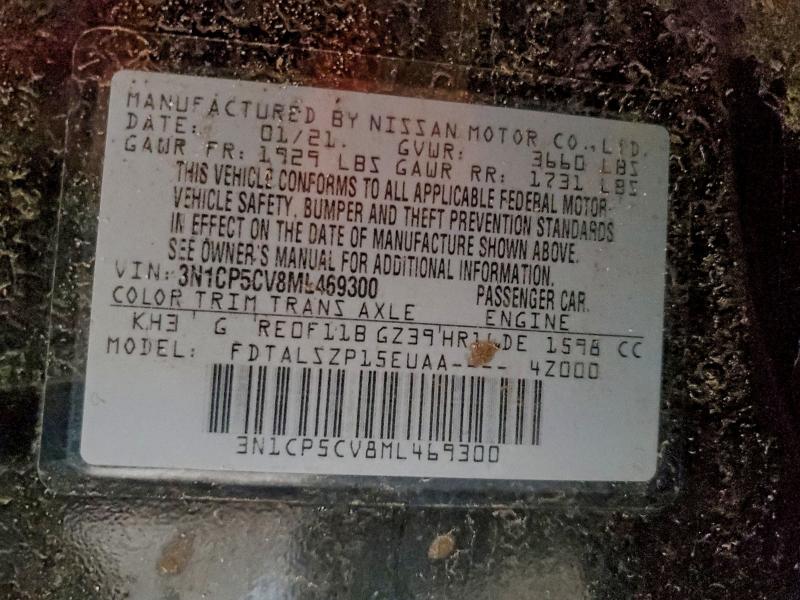 MANUFACTURED BY NISSAN MOTOR CO.,LTD.
DATE: 01/21. GVWR: 3660 LBS
GAWR FR: 1929 LBS GAWR RR: 1731 LBS
THIS VEHICLE CONFORMS TO ALL APPLICABLE FEDERAL MOTOR-
VEHICLE SAFETY, BUMPER AND THEFT PREVENTION STANDARDS
IN EFFECT ON THE DATE OF MANUFACTURE SHOWN ABOVE.
SEE OWNER'S MANUAL FOR ADDITIONAL INFORMATION.
VIN: 3N1CP5CV8ML469300 PASSENGER CAR.
COLOR TRIM TRANS AXLE ENGINE
KH3 G RE0F11B GZ39 HR16DE 1598 CC
MODEL: FDTALSZP15EUAA---- 4Z000
3N1CP5CV8ML469300